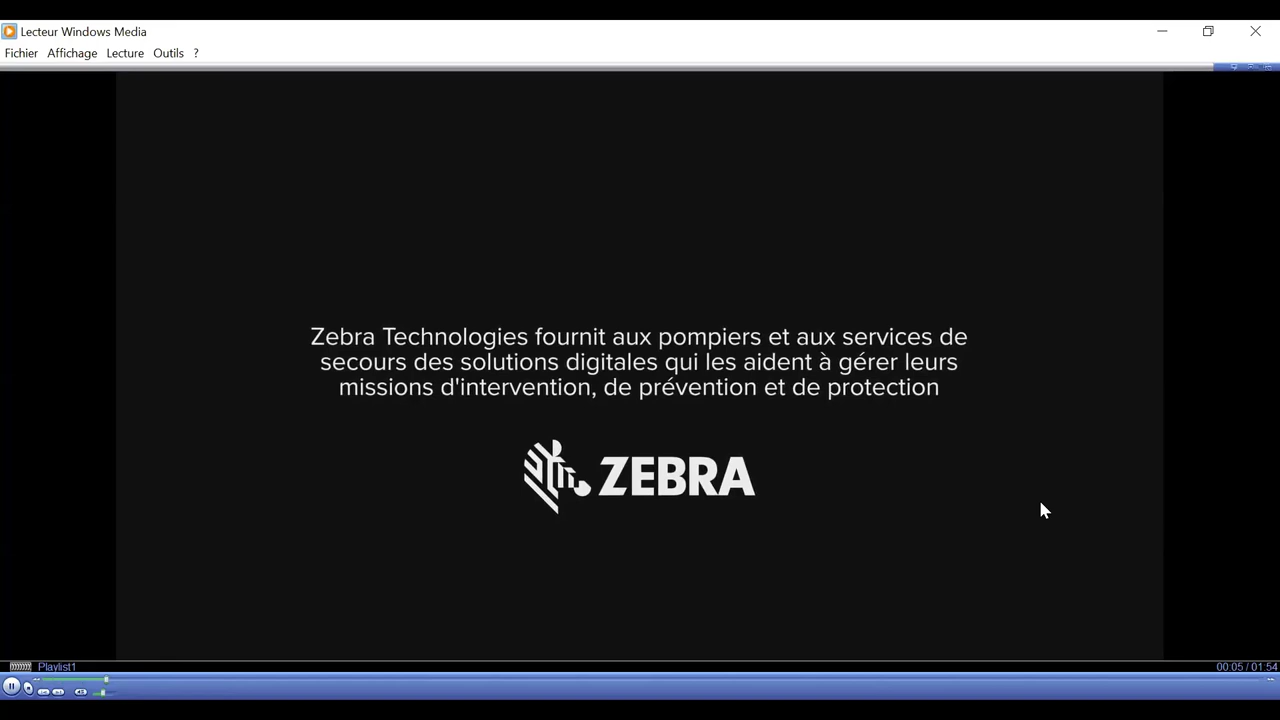 Lecteur Windows Media
Fichier Affichage Lecture Outils ?
Zebra Technologies fournit aux pompiers et aux services de
secours des solutions digitales qui les aident à gérer leurs
missions d'intervention, de prévention et de protection
ZEBRA
Playlist1 00:05 / 01:54